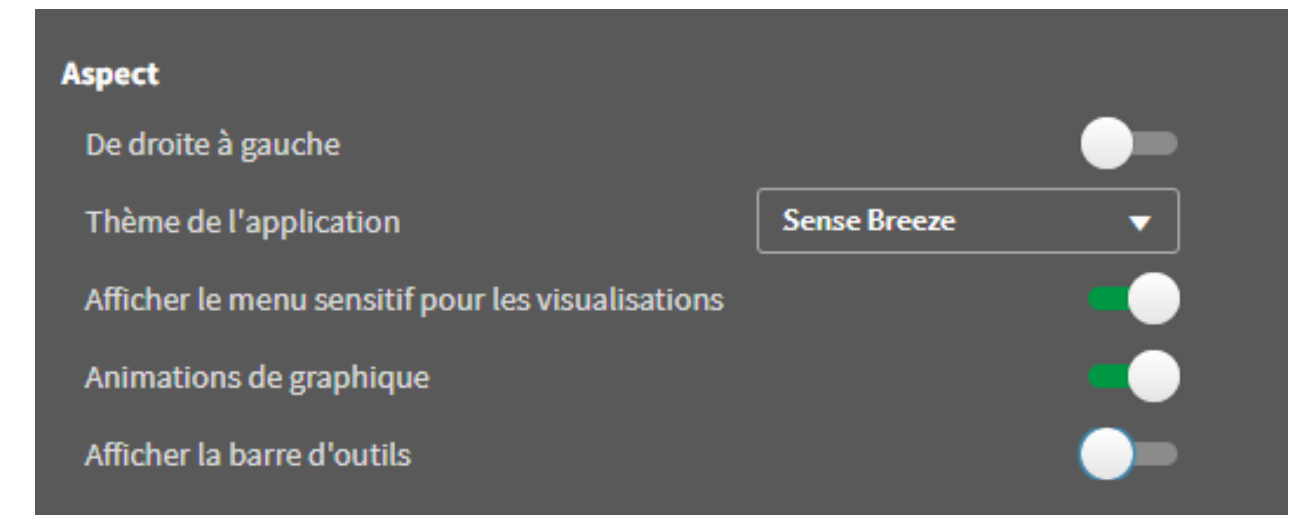 Aspect
De droite à gauche
Thème de l'application Sense Breeze
Afficher le menu sensitif pour les visualisations
Animations de graphique
Afficher la barre d'outils